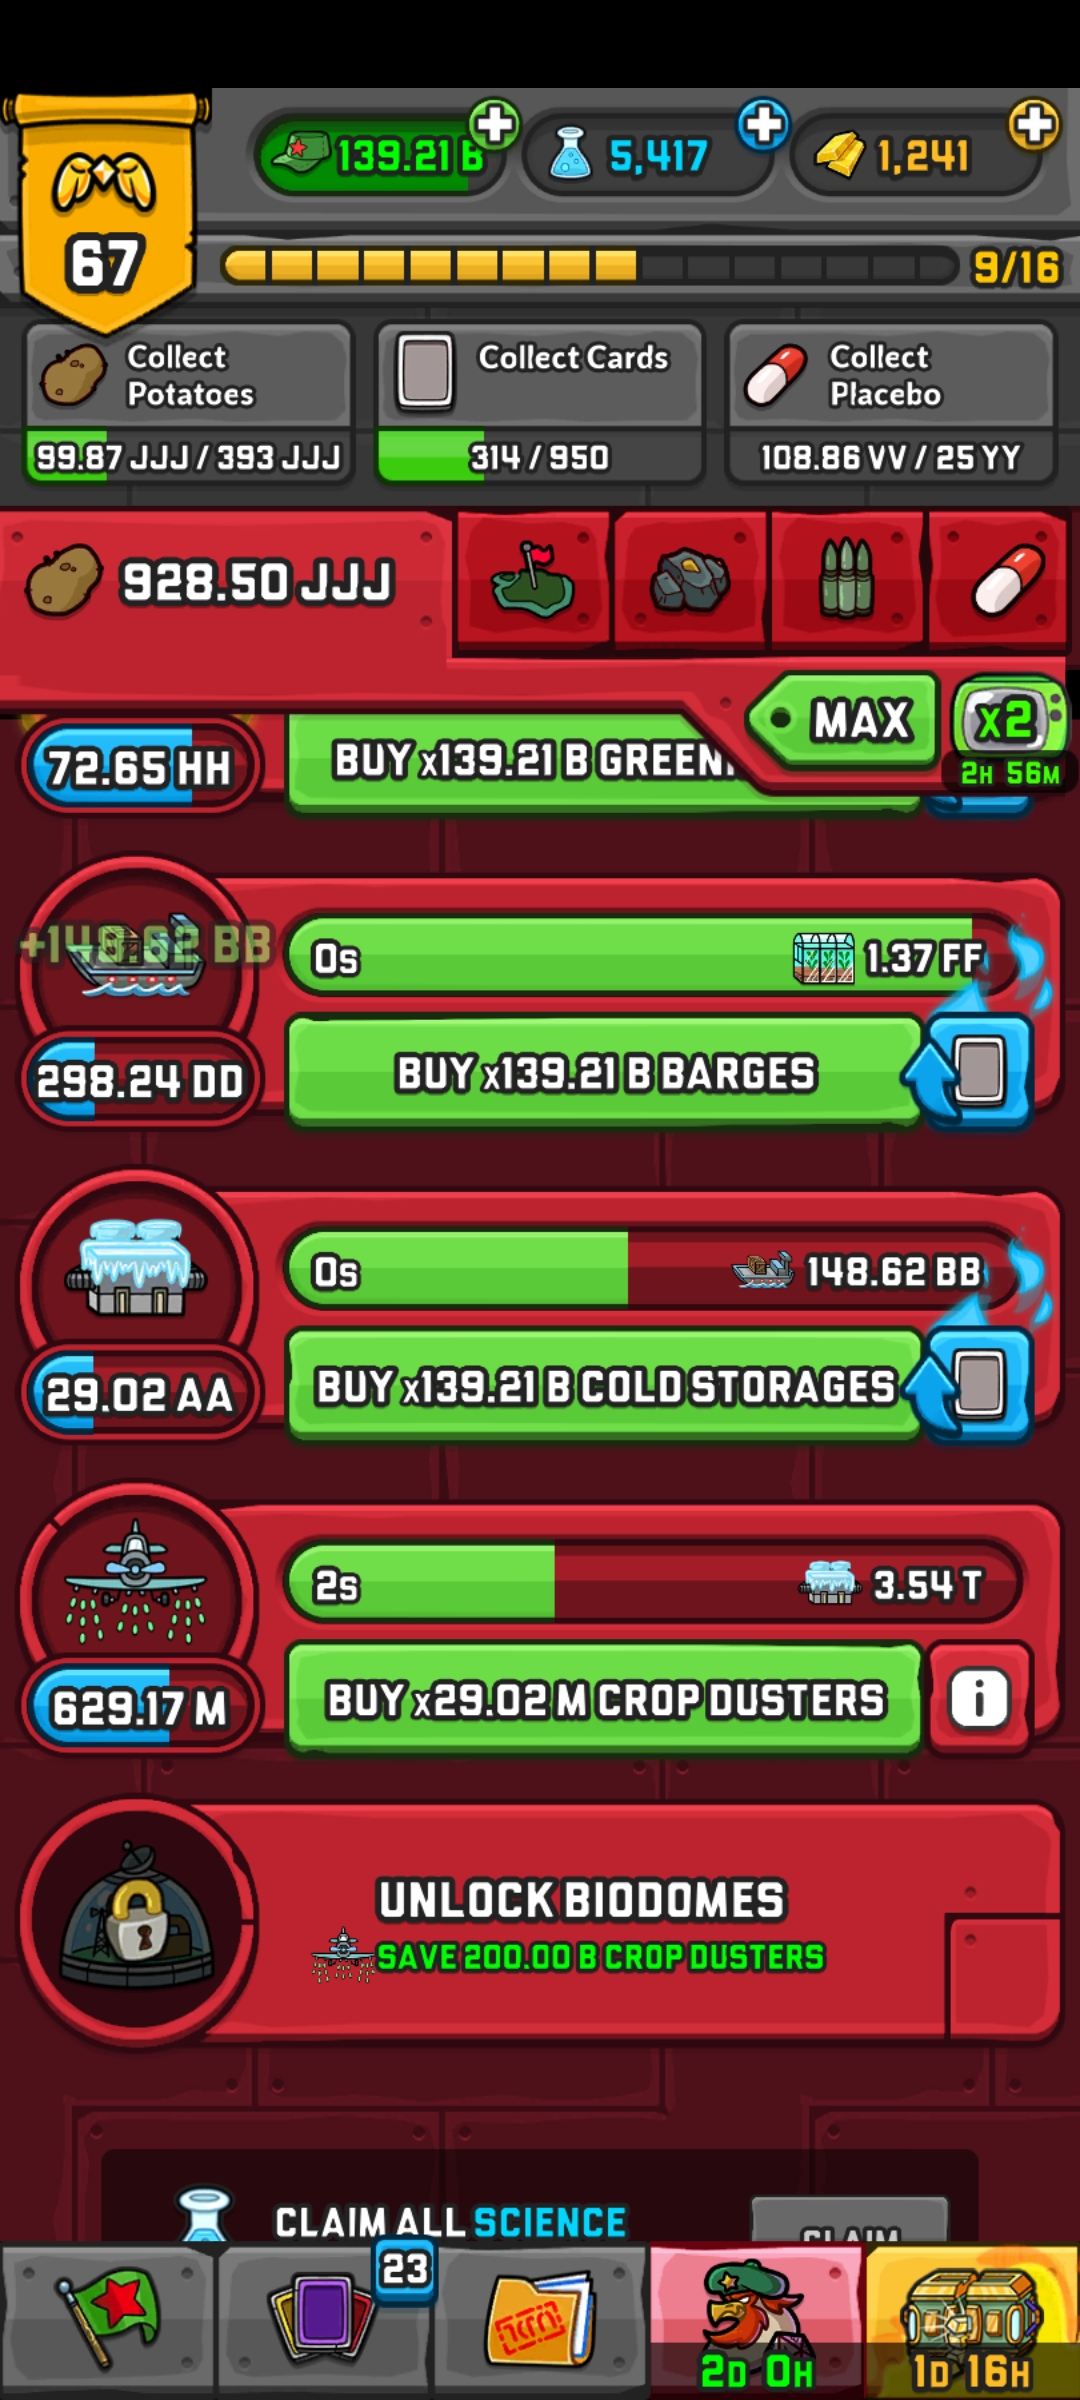 139.21 B
5,417
1,241
67
9/16
Collect
Potatoes
99.87 JJJ / 393 JJJ
Collect Cards
314 / 950
Collect
Placebo
108.86 VV / 25 YY
928.50 JJJ
MAX
x2
2H 56M
72.65 HH
BUY x139.21 B GREEN
+148.62 BB
0s
1.37 FF
298.24 DD
BUY x139.21 B BARGES
0s
148.62 BB
29.02 AA
BUY x139.21 B COLD STORAGES
2s
3.54 T
629.17 M
BUY x29.02 M CROP DUSTERS
i
UNLOCK BIODOMES
SAVE 200.00 B CROP DUSTERS
CLAIM ALL SCIENCE
CLAIM
23
2D 0H
1D 16H